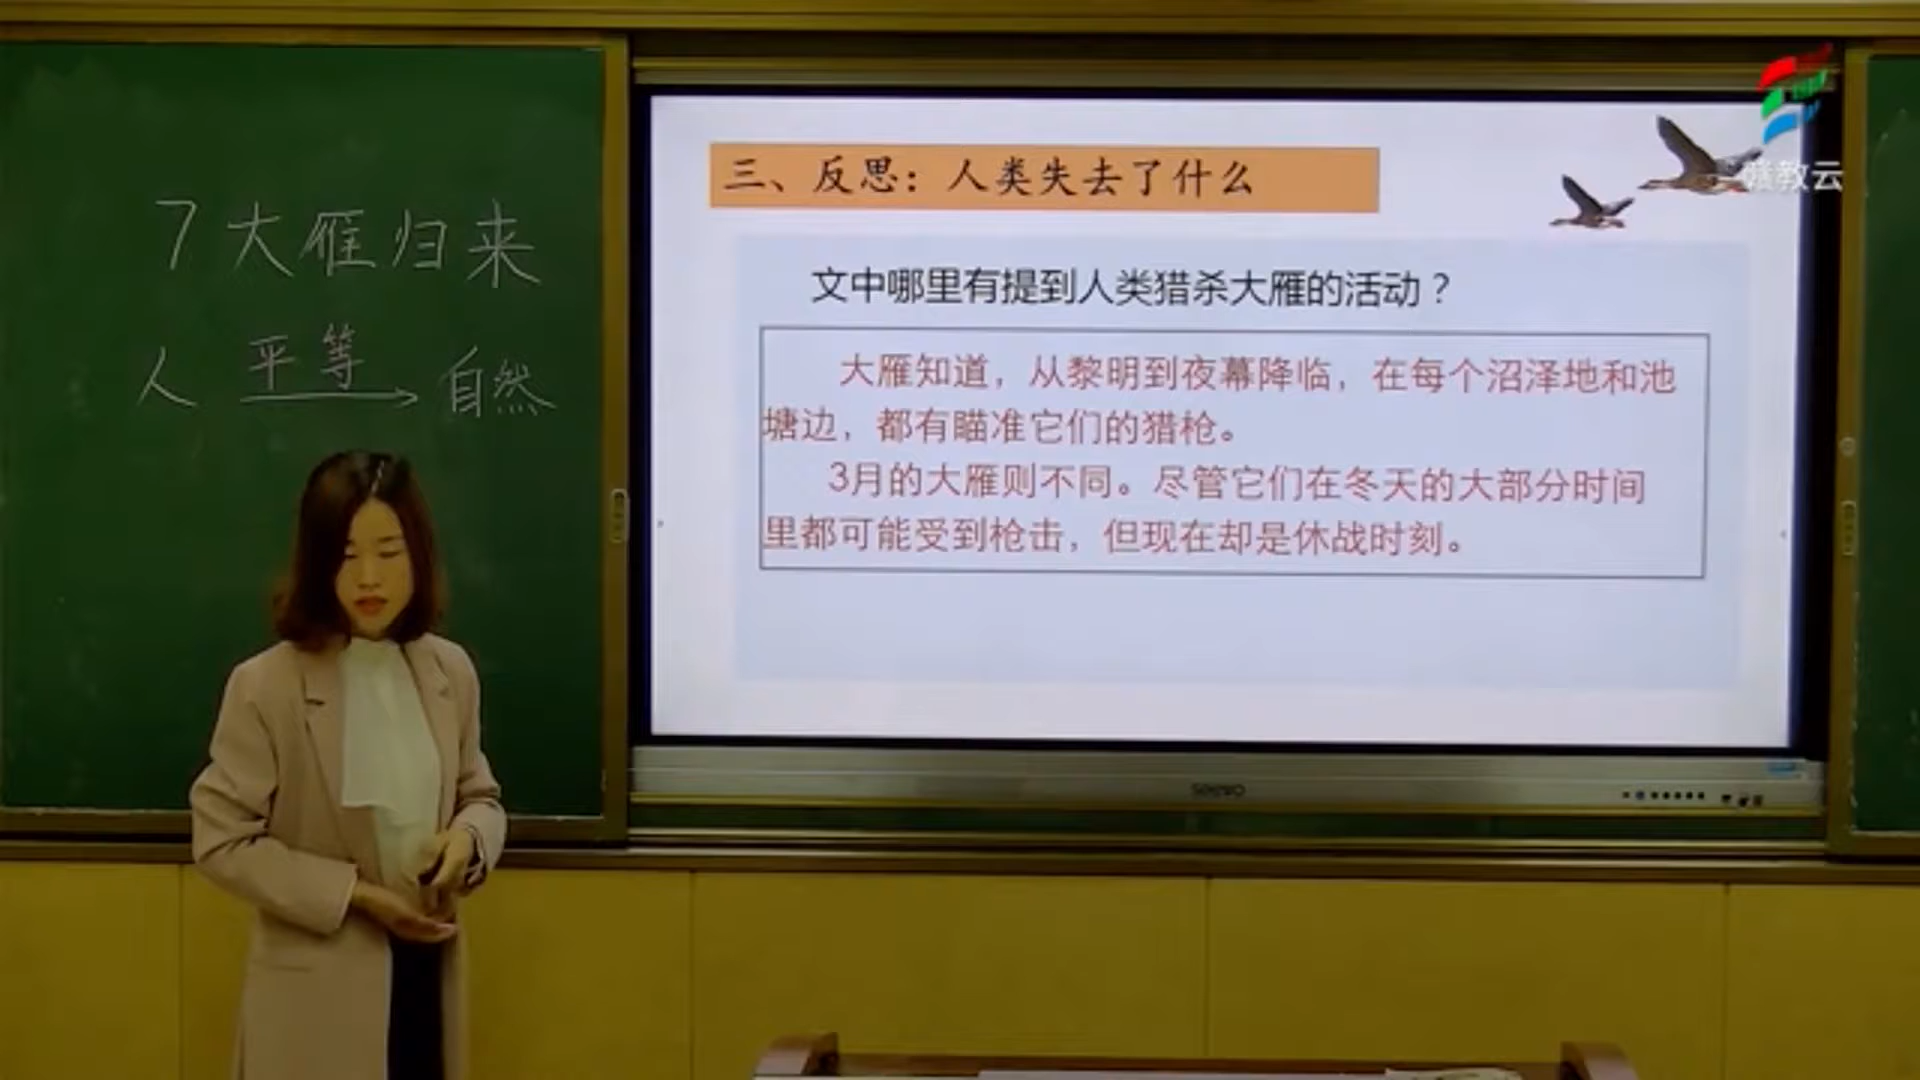 7 大雁归来
人 平等 自然
三、反思：人类失去了什么
文中哪里有提到人类猎杀大雁的活动？
大雁知道，从黎明到夜幕降临，在每个沼泽地和池
塘边，都有瞄准它们的猎枪。
3月的大雁则不同。尽管它们在冬天的大部分时间
里都可能受到枪击，但现在却是休战时刻。
教云
seewo